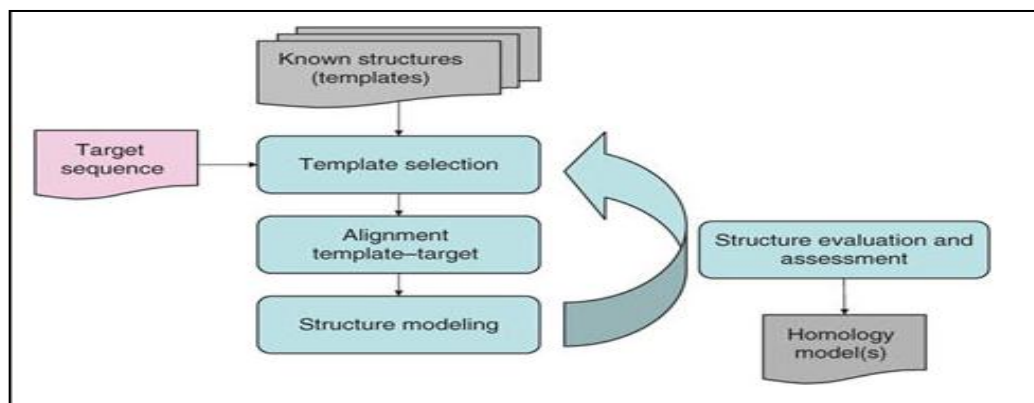 Known structures
(templates)
Target
sequence
Template selection
Alignment
template–target
Structure modeling
Structure evaluation and
assessment
Homology
model(s)